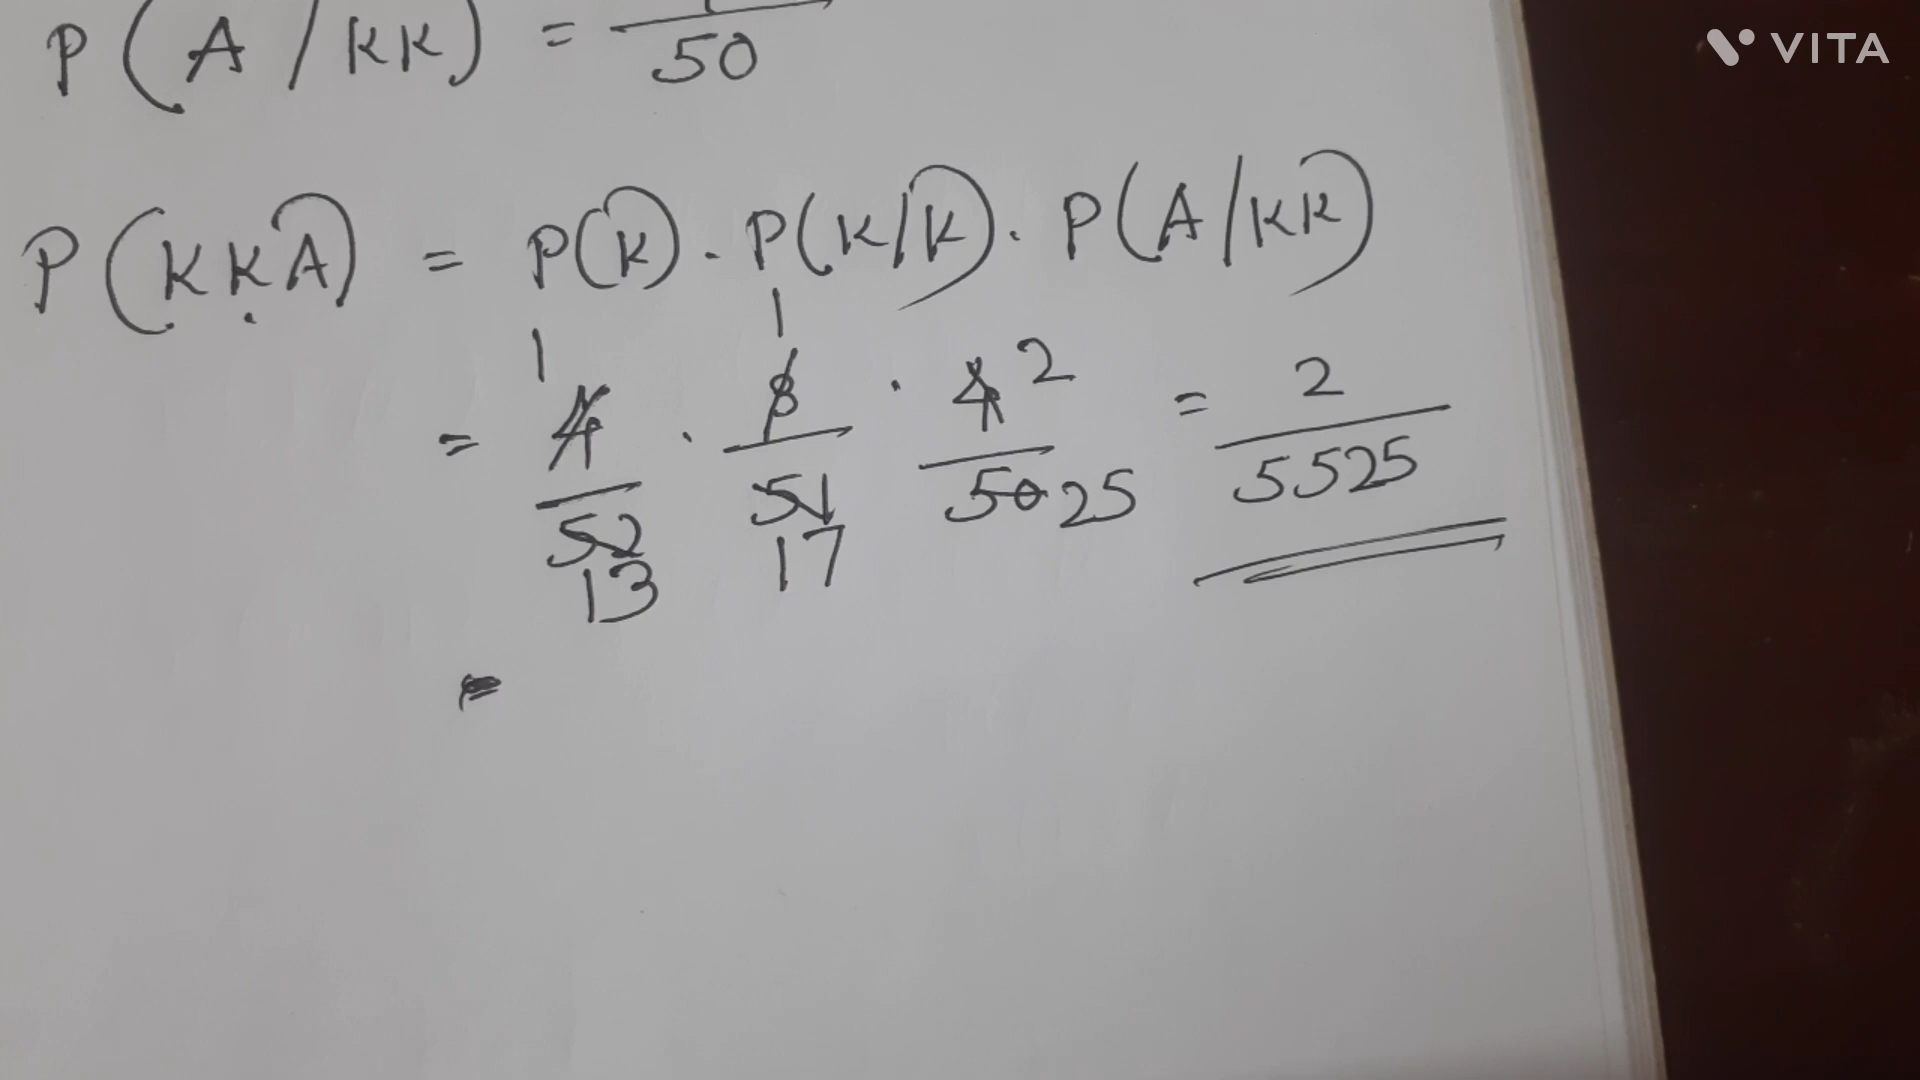 VITA
P(A/KK) = /50
P(KKA) = P(K) . P(K/K) . P(A/KK)
1 1
= 4/52 . 3/51 . 4/50 2 = 2/5525
13 17 25
=